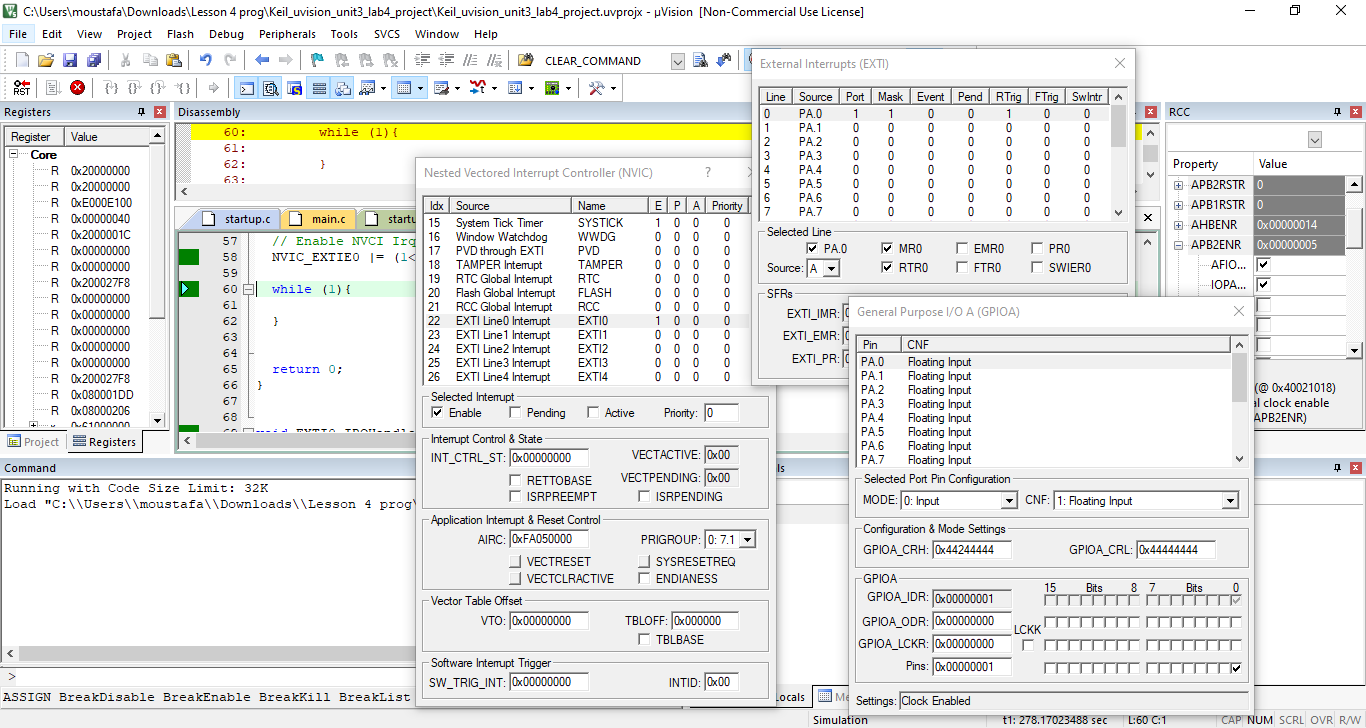 C:\Users\moustafa\Downloads\Lesson 4 prog\Keil_uvision_unit3_lab4_project\Keil_uvision_unit3_lab4_project.uvprojx - µVision [Non-Commercial Use License]
File Edit View Project Flash Debug Peripherals Tools SVCS Window Help
CLEAR_COMMAND
RST
Registers
Register Value
Core
R 0x20000000
R 0x20000000
R 0xE000E100
R 0x00000040
R 0x2000001C
R 0x00000000
R 0x00000000
R 0x200027F8
R 0x00000000
R 0x00000000
R 0x00000000
R 0x00000000
R 0x00000000
R 0x200027F8
R 0x080001DD
R 0x08000206
R 0x61000000
Project Registers
Disassembly
60: while (1){
61:
62: }
63:
startup.c main.c startu
57 // Enable NVCI Irq
58 NVIC_EXTIE0 |= (1<
59
60 while (1){
61
62 }
63
64
65 return 0;
66 }
67
68
69 void EXTI0_IRQHandle
Nested Vectored Interrupt Controller (NVIC) ?
Idx Source Name E P A Priority
15 System Tick Timer SYSTICK 1 0 0 0
16 Window Watchdog WWDG 0 0 0 0
17 PVD through EXTI PVD 0 0 0 0
18 TAMPER Interrupt TAMPER 0 0 0 0
19 RTC Global Interrupt RTC 0 0 0 0
20 Flash Global Interrupt FLASH 0 0 0 0
21 RCC Global Interrupt RCC 0 0 0 0
22 EXTI Line0 Interrupt EXTI0 1 0 0 0
23 EXTI Line1 Interrupt EXTI1 0 0 0 0
24 EXTI Line2 Interrupt EXTI2 0 0 0 0
25 EXTI Line3 Interrupt EXTI3 0 0 0 0
26 EXTI Line4 Interrupt EXTI4 0 0 0 0
Selected Interrupt
Enable Pending Active Priority: 0
Interrupt Control & State
INT_CTRL_ST: 0x00000000 VECTACTIVE: 0x00
RETTOBASE VECTPENDING: 0x00
ISRPREEMPT ISRPENDING
Application Interrupt & Reset Control
AIRC: 0xFA050000 PRIGROUP: 0: 7.1
VECTRESET SYSRESETREQ
VECTCLRACTIVE ENDIANESS
Vector Table Offset
VTO: 0x00000000 TBLOFF: 0x000000
TBLBASE
Software Interrupt Trigger
SW_TRIG_INT: 0x00000000 INTID: 0x00
External Interrupts (EXTI)
Line Source Port Mask Event Pend RTrig FTrig SwIntr
0 PA.0 1 1 0 0 1 0 0
1 PA.1 0 0 0 0 0 0 0
2 PA.2 0 0 0 0 0 0 0
3 PA.3 0 0 0 0 0 0 0
4 PA.4 0 0 0 0 0 0 0
5 PA.5 0 0 0 0 0 0 0
6 PA.6 0 0 0 0 0 0 0
7 PA.7 0 0 0 0 0 0 0
Selected Line
PA.0 MR0 EMR0 PR0
Source: A RTR0 FTR0 SWIER0
SFRs
EXTI_IMR:
EXTI_EMR:
EXTI_PR:
General Purpose I/O A (GPIOA)
Pin CNF
PA.0 Floating Input
PA.1 Floating Input
PA.2 Floating Input
PA.3 Floating Input
PA.4 Floating Input
PA.5 Floating Input
PA.6 Floating Input
PA.7 Floating Input
Selected Port Pin Configuration
MODE: 0: Input CNF: 1: Floating Input
Configuration & Mode Settings
GPIOA_CRH: 0x44244444 GPIOA_CRL: 0x44444444
GPIOA
15 Bits 8 7 Bits 0
GPIOA_IDR: 0x00000001
GPIOA_ODR: 0x00000000
LCKK
GPIOA_LCKR: 0x00000000
Pins: 0x00000001
Settings: Clock Enabled
RCC
Property Value
APB2RSTR 0
APB1RSTR 0
AHBENR 0x00000014
APB2ENR 0x00000005
AFIO...
IOPA...
(@ 0x40021018)
al clock enable
APB2ENR)
Command
Running with Code Size Limit: 32K
Load "C:\\Users\\moustafa\\Downloads\\Lesson 4 prog\
>
ASSIGN BreakDisable BreakEnable BreakKill BreakList
ls
ocals Me
Simulation t1: 278.17023488 sec L:60 C:1 CAP NUM SCRL OVR R/W